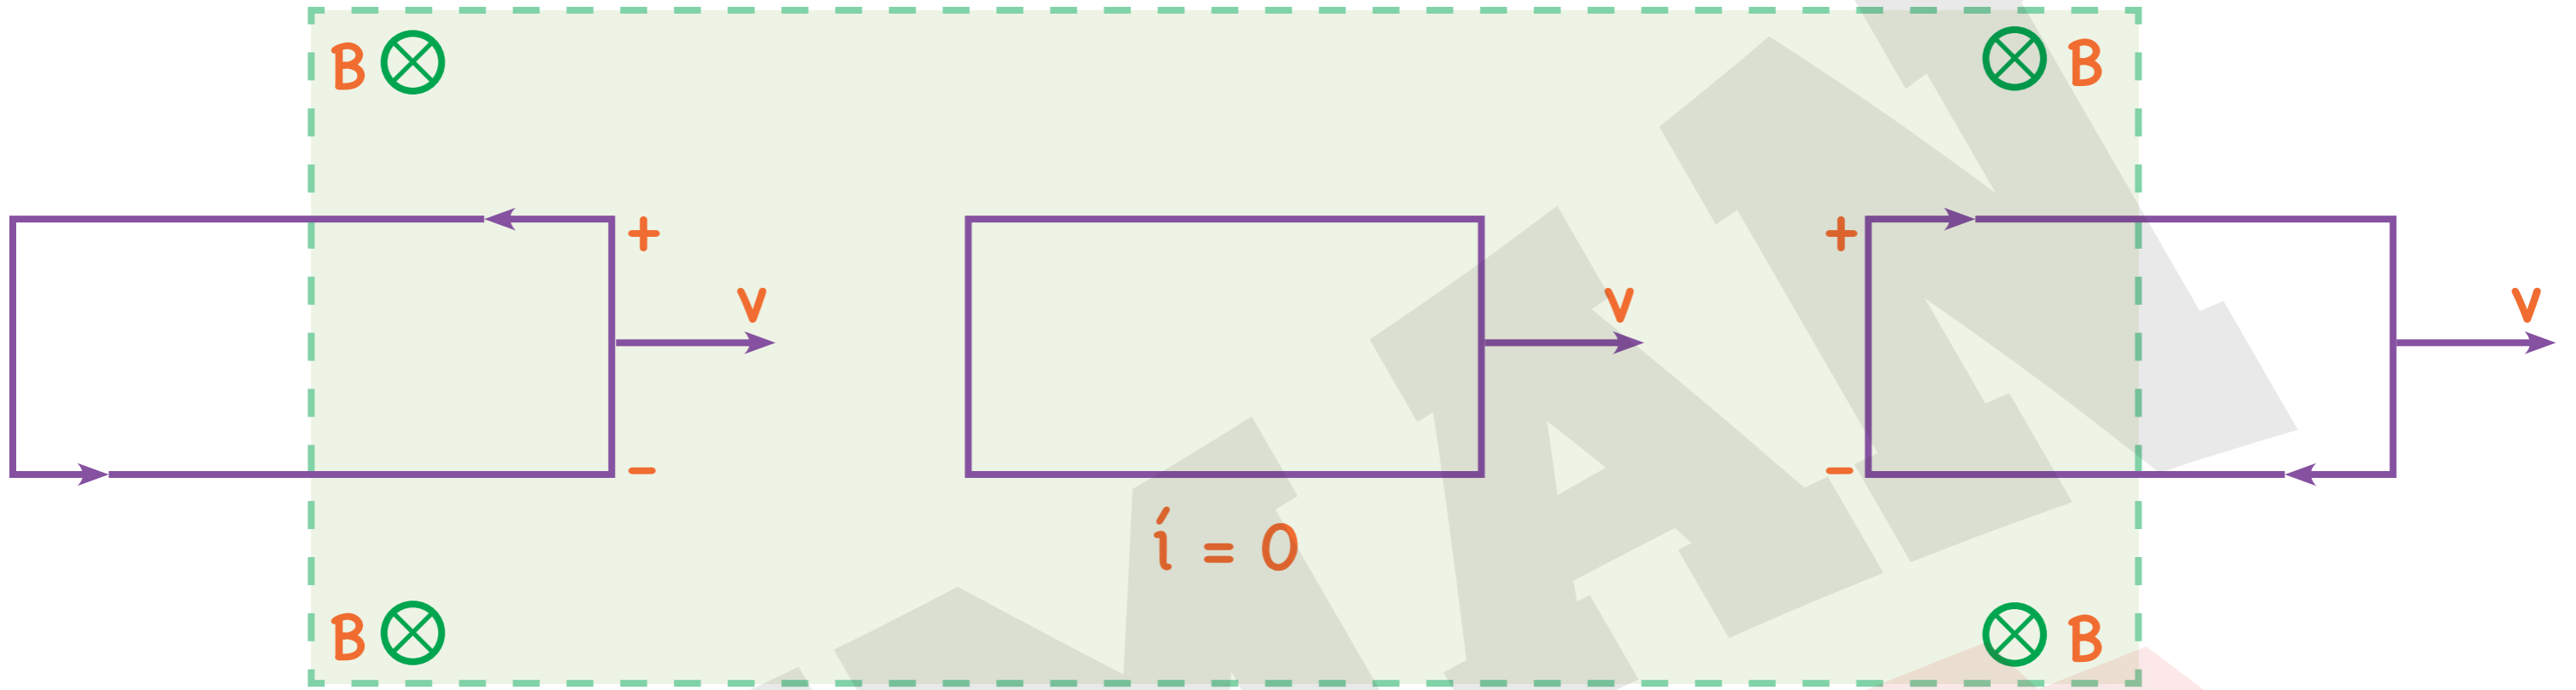 B ⊗ ⊗ B
+ + 
v v v
− −
i = 0
B ⊗ ⊗ B